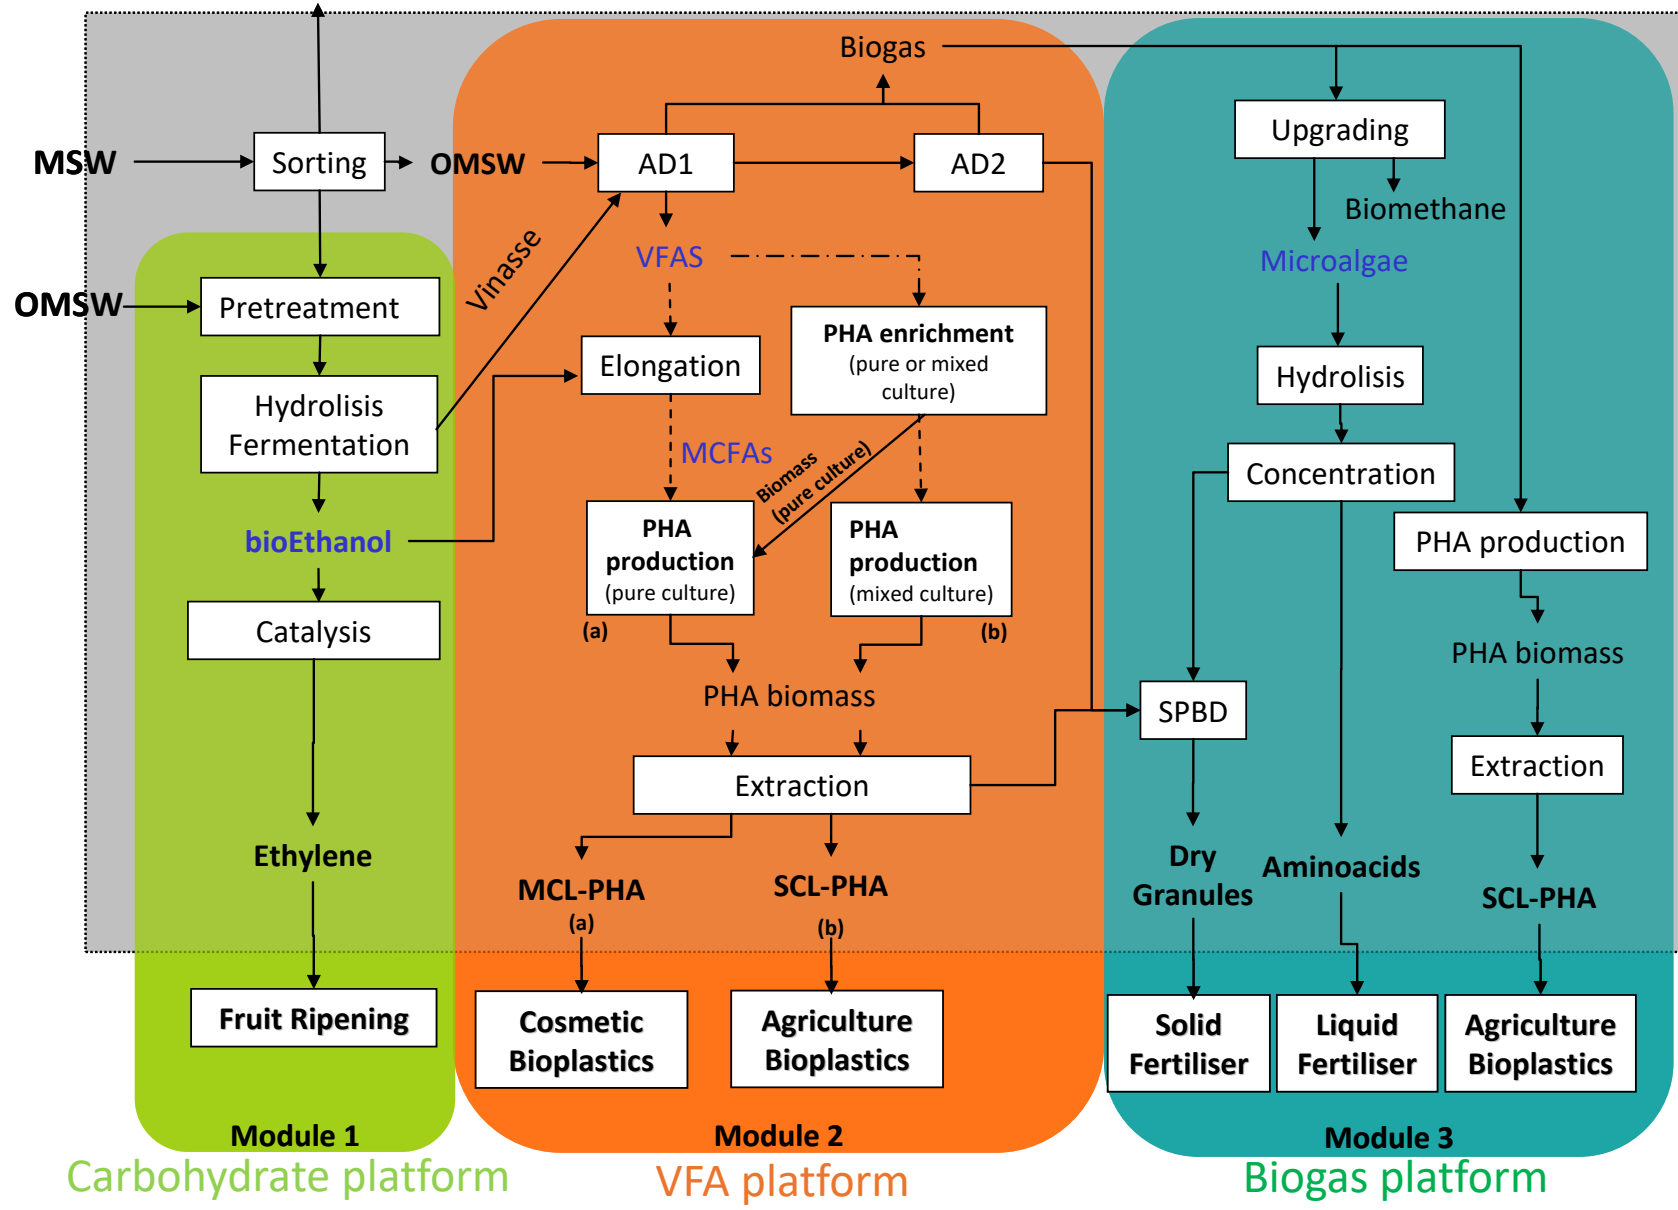 MSW
Sorting
OMSW
OMSW
Pretreatment
Hydrolisis
Fermentation
bioEthanol
Catalysis
Ethylene
Fruit Ripening
Module 1
Carbohydrate platform
Vinasse
Biogas
AD1
AD2
VFAS
Elongation
PHA enrichment
(pure or mixed
culture)
MCFAs
Biomass
(pure culture)
PHA
production
(pure culture)
(a)
PHA
production
(mixed culture)
(b)
PHA biomass
Extraction
MCL-PHA
(a)
SCL-PHA
(b)
Cosmetic
Bioplastics
Agriculture
Bioplastics
Module 2
VFA platform
Upgrading
Biomethane
Microalgae
Hydrolisis
Concentration
PHA production
PHA biomass
SPBD
Extraction
Dry
Granules
Aminoacids
SCL-PHA
Solid
Fertiliser
Liquid
Fertiliser
Agriculture
Bioplastics
Module 3
Biogas platform